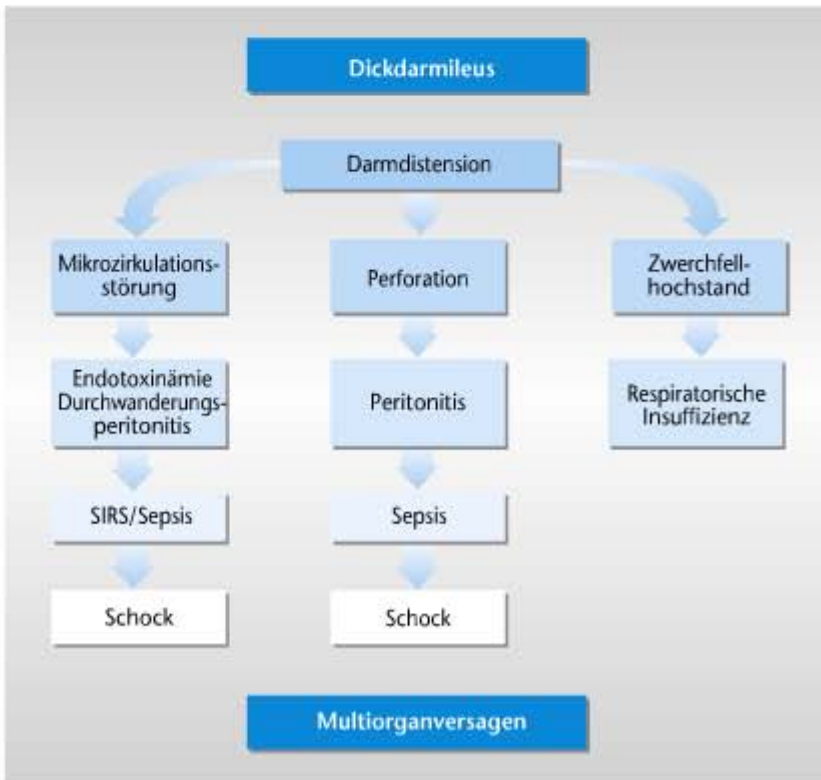 Dickdarmileus
Darmdistension
Mikrozirkulations-
störung
Endotoxinämie
Durchwanderungs-
peritonitis
SIRS/Sepsis
Schock
Perforation
Peritonitis
Sepsis
Schock
Zwerchfell-
hochstand
Respiratorische
Insuffizienz
Multiorganversagen